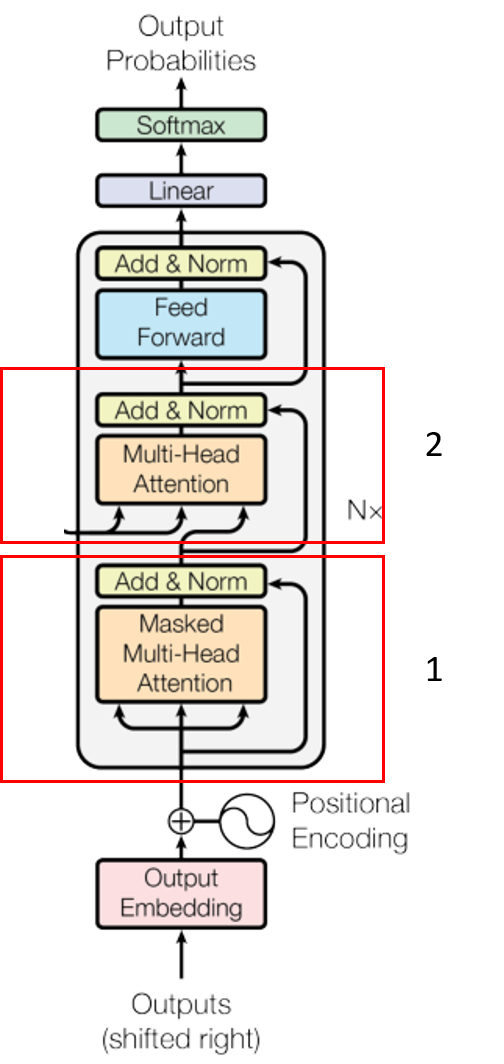 Output
Probabilities
Softmax
Linear
Add & Norm
Feed
Forward
Add & Norm
2
Multi-Head
Attention
N×
Add & Norm
Masked
Multi-Head
Attention
1
Positional
Encoding
Output
Embedding
Outputs
(shifted right)